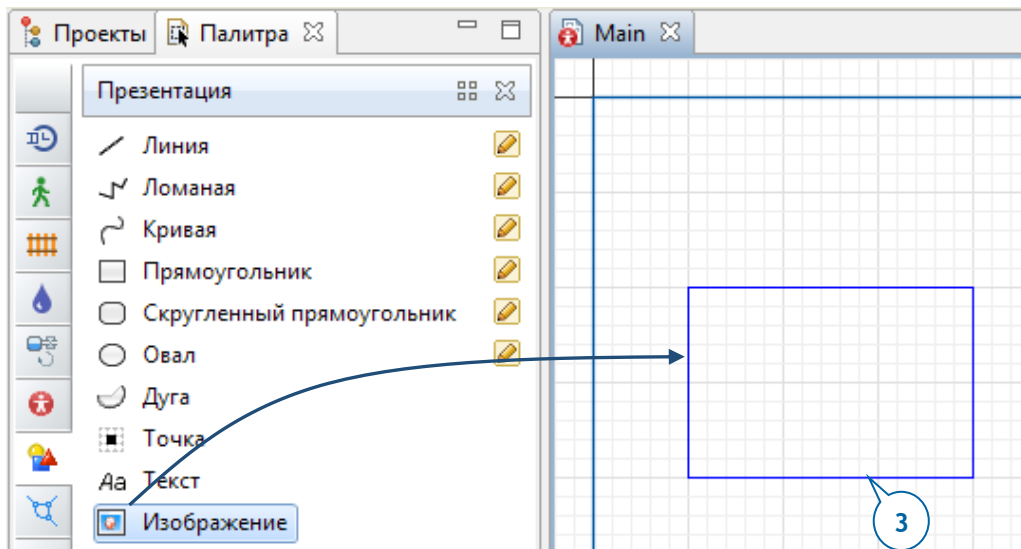 Проекты
Палитра
Main
Презентация
Линия
Ломаная
Кривая
Прямоугольник
Скругленный прямоугольник
Овал
Дуга
Точка
Aa Текст
Изображение
3